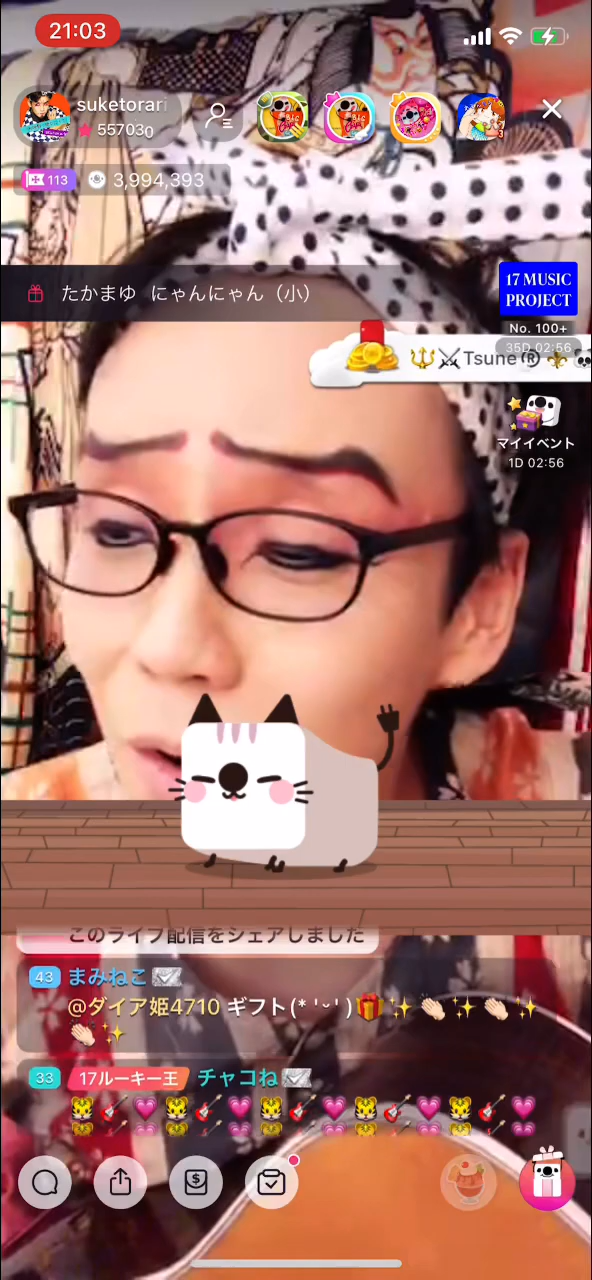 21:03
suketorar
557030
113
3,994,393
たかまゆ にゃんにゃん（小）
17 MUSIC
PROJECT
No. 100+
35D 02:56
Tsune®
マイイベント
1D 02:56
このライブ配信をシェアしました
43 まみねこ
@ダイア姫4710 ギフト(* 'ᵕ' )🎁✨ 👏🏻✨ 👏🏻✨
👏🏻✨
33 17ルーキー王 チャコね
🐯🎸💗🐯🎸💗🐯🎸💗🐯🎸💗🐯🎸💗
🐯🎸💗🐯🎸💗🐯🎸💗🐯🎸💗🐯🎸💗